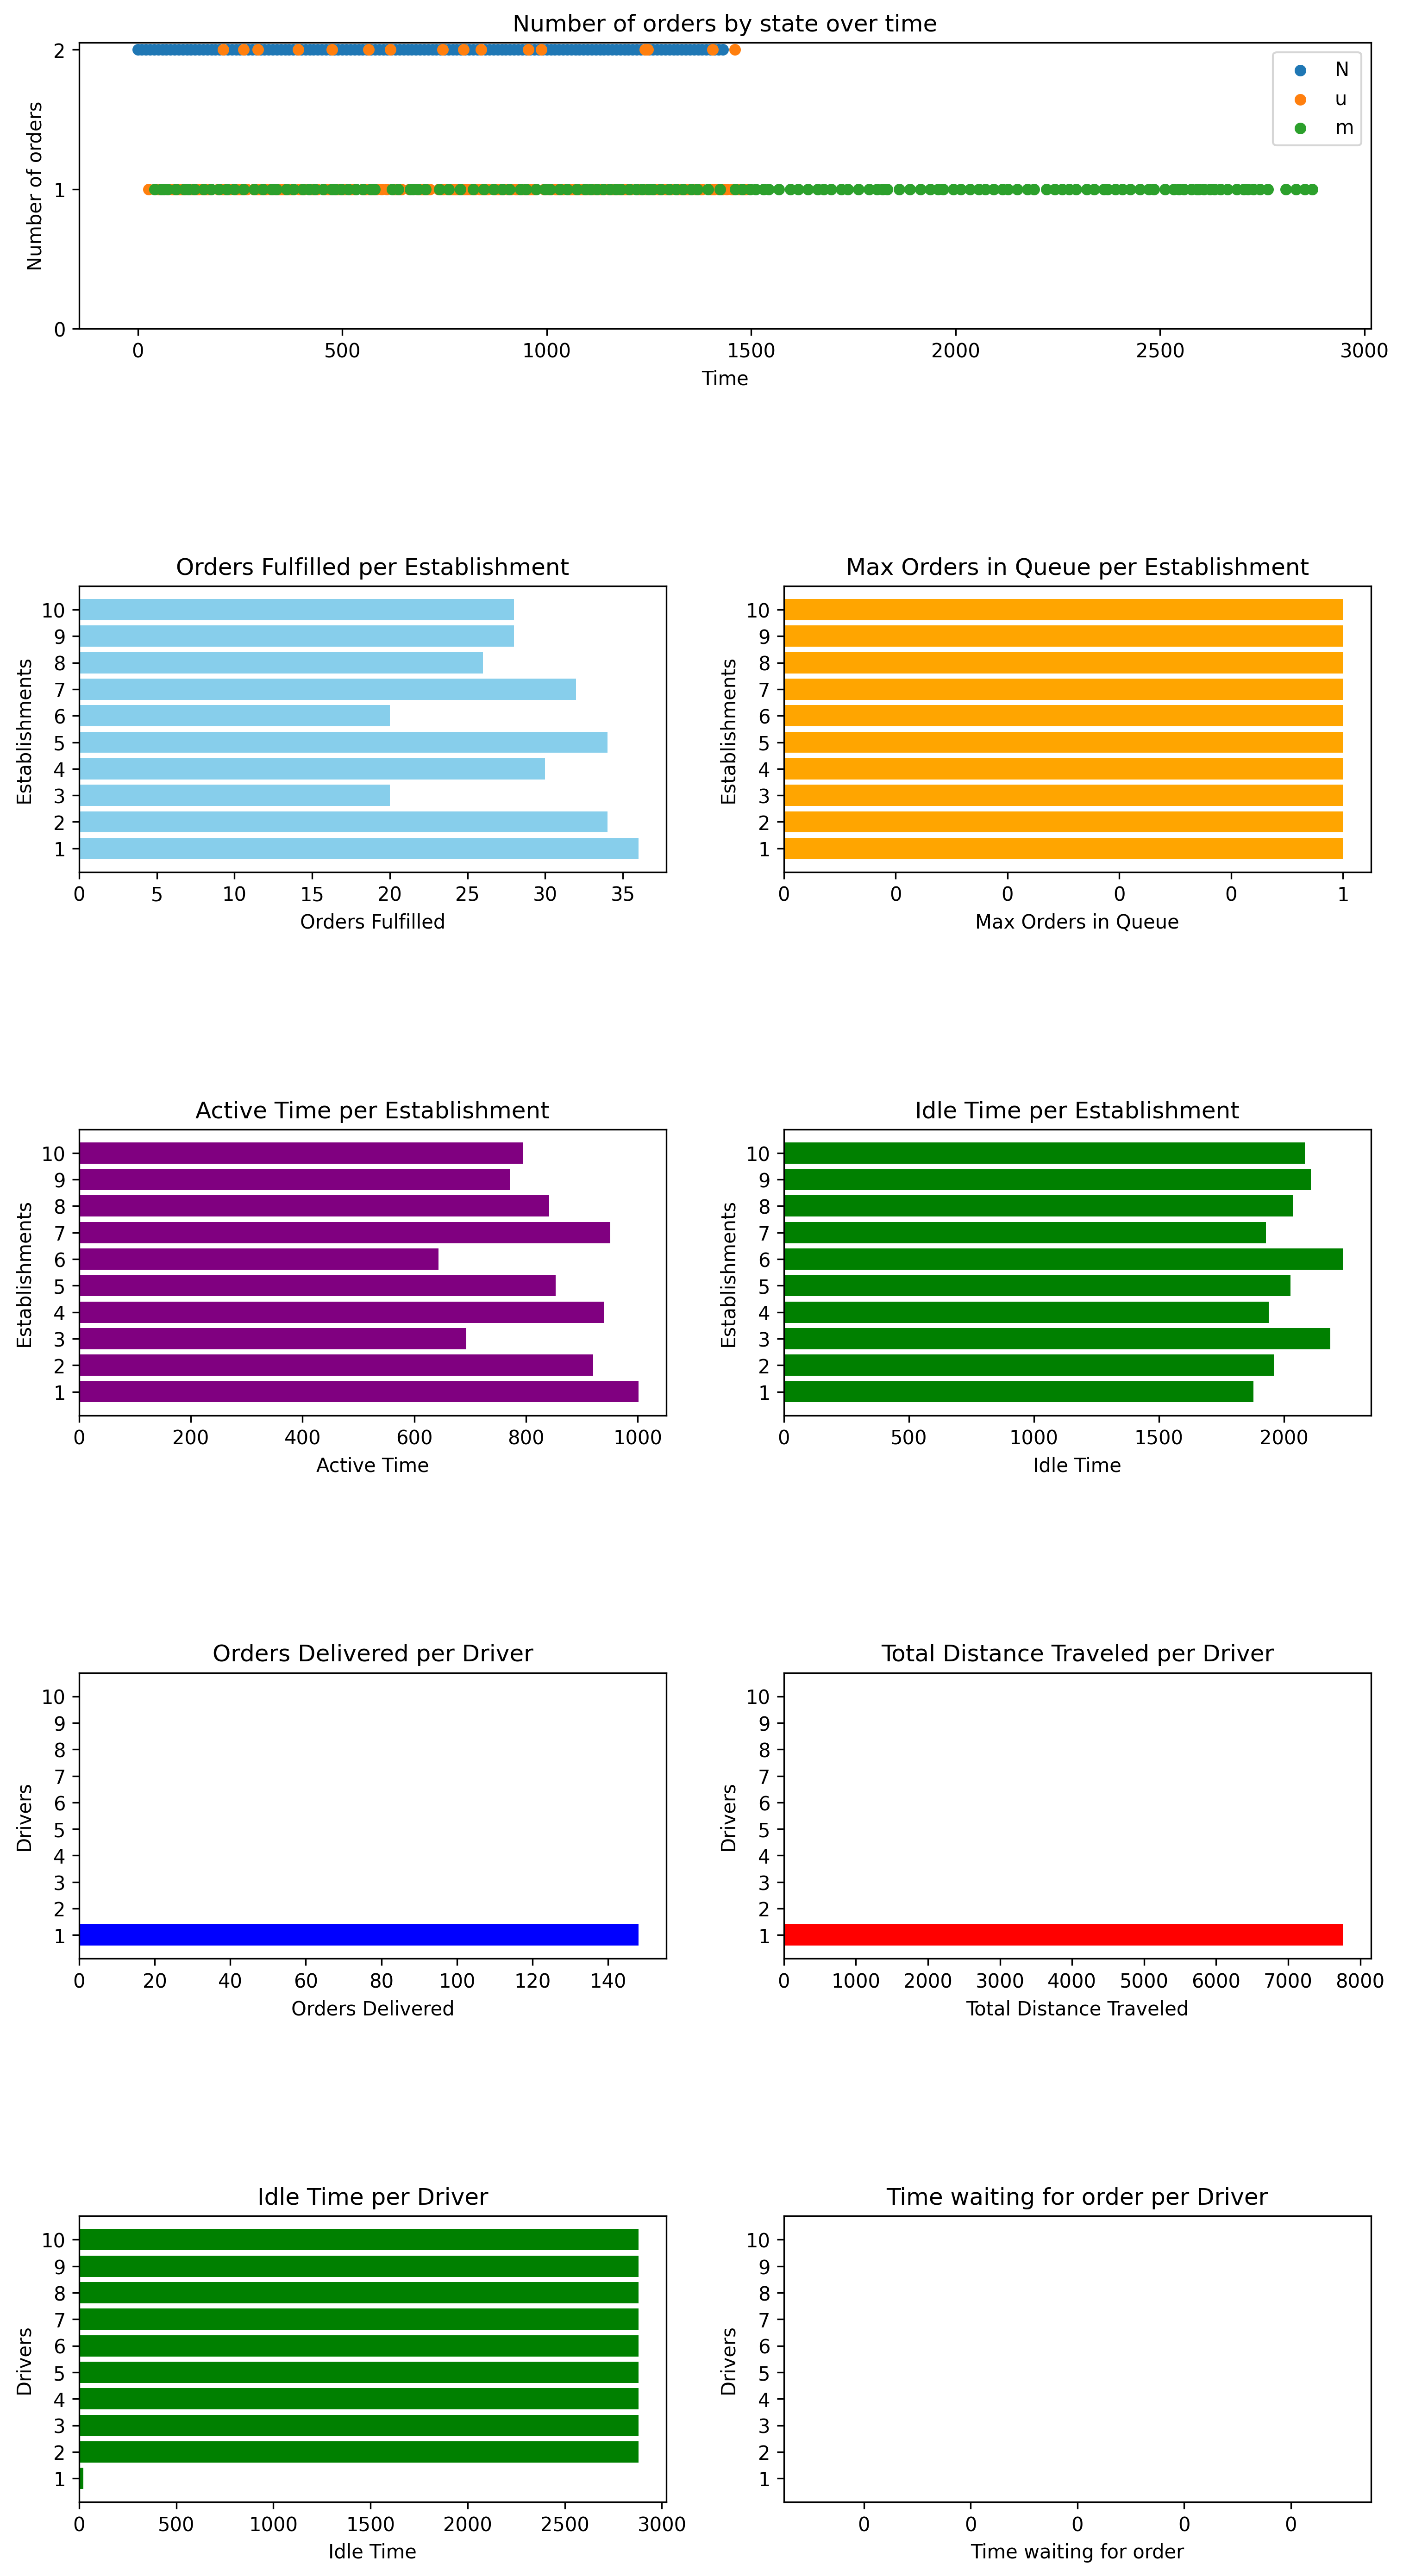 Number of orders by state over time
Number of orders
2
1
0
N
u
m
0 500 1000 1500 2000 2500 3000
Time
Orders Fulfilled per Establishment
Establishments
10
9
8
7
6
5
4
3
2
1
0 5 10 15 20 25 30 35
Orders Fulfilled
Max Orders in Queue per Establishment
Establishments
10
9
8
7
6
5
4
3
2
1
0 0 0 0 0 1
Max Orders in Queue
Active Time per Establishment
Establishments
10
9
8
7
6
5
4
3
2
1
0 200 400 600 800 1000
Active Time
Idle Time per Establishment
Establishments
10
9
8
7
6
5
4
3
2
1
0 500 1000 1500 2000
Idle Time
Orders Delivered per Driver
Drivers
10
9
8
7
6
5
4
3
2
1
0 20 40 60 80 100 120 140
Orders Delivered
Total Distance Traveled per Driver
Drivers
10
9
8
7
6
5
4
3
2
1
0 1000 2000 3000 4000 5000 6000 7000 8000
Total Distance Traveled
Idle Time per Driver
Drivers
10
9
8
7
6
5
4
3
2
1
0 500 1000 1500 2000 2500 3000
Idle Time
Time waiting for order per Driver
Drivers
10
9
8
7
6
5
4
3
2
1
0 0 0 0 0
Time waiting for order